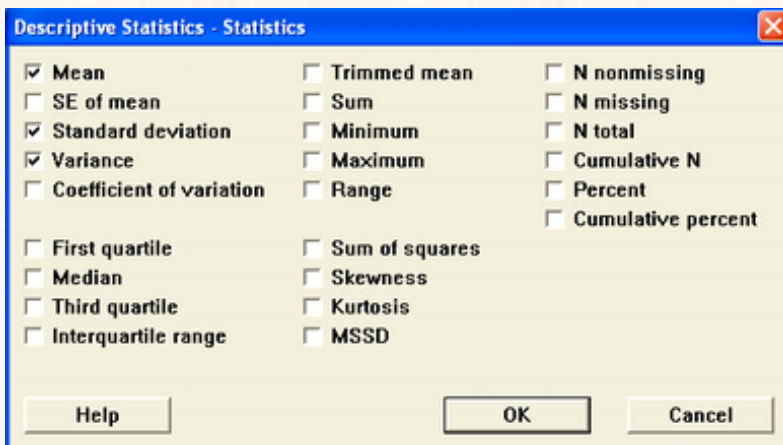 Descriptive Statistics - Statistics
Mean
SE of mean
Standard deviation
Variance
Coefficient of variation
First quartile
Median
Third quartile
Interquartile range
Trimmed mean
Sum
Minimum
Maximum
Range
Sum of squares
Skewness
Kurtosis
MSSD
N nonmissing
N missing
N total
Cumulative N
Percent
Cumulative percent
Help
OK
Cancel